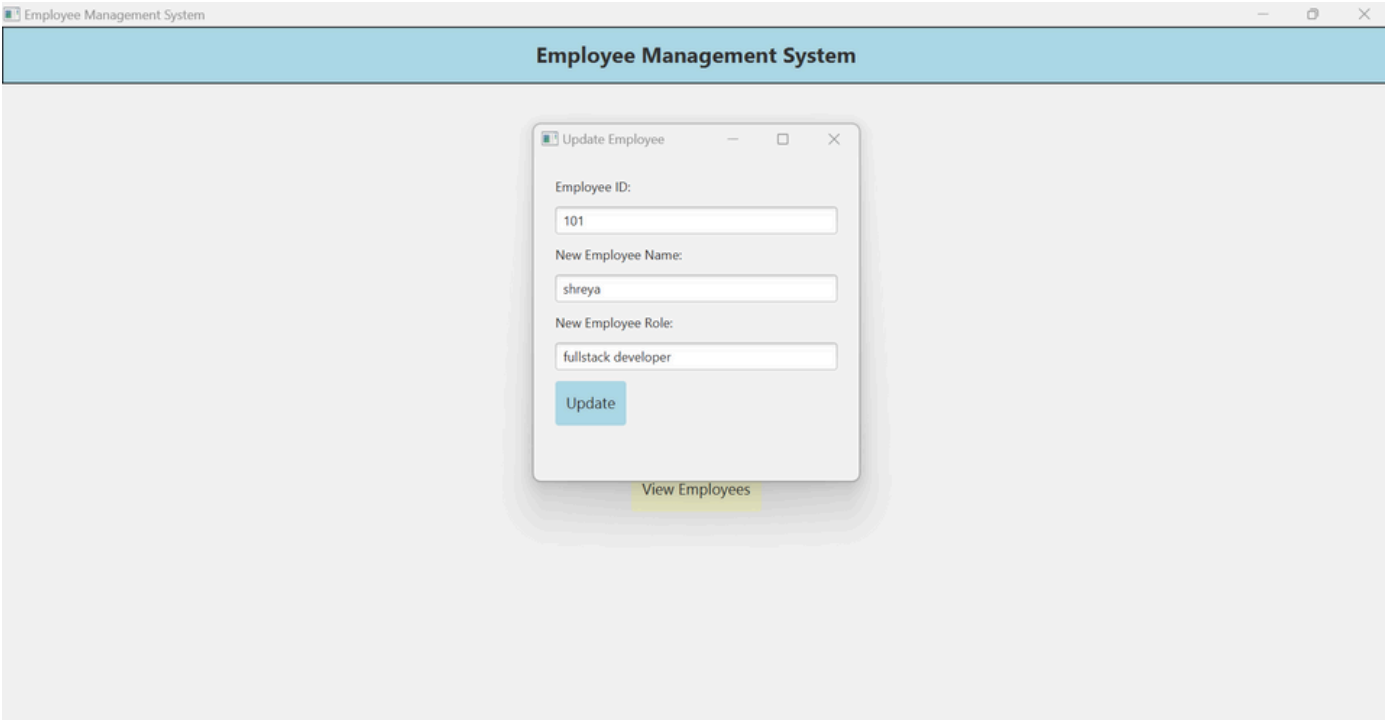 Employee Management System
Employee Management System
Update Employee
Employee ID:
101
New Employee Name:
shreya
New Employee Role:
fullstack developer
Update
View Employees